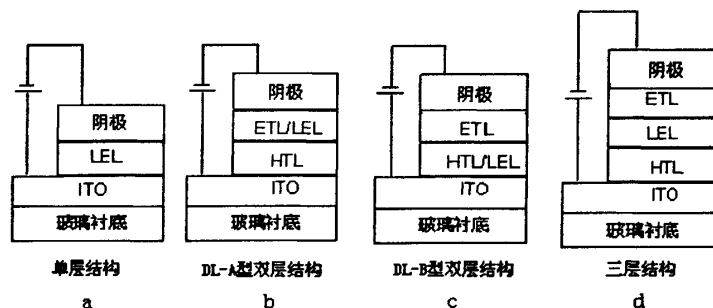 阴极
LEL
ITO
玻璃衬底
单层结构
a
阴极
ETL/LEL
HTL
ITO
玻璃衬底
DL-A型双层结构
b
阴极
ETL
HTL/LEL
ITO
玻璃衬底
DL-B型双层结构
c
阴极
ETL
LEL
HTL
ITO
玻璃衬底
三层结构
d